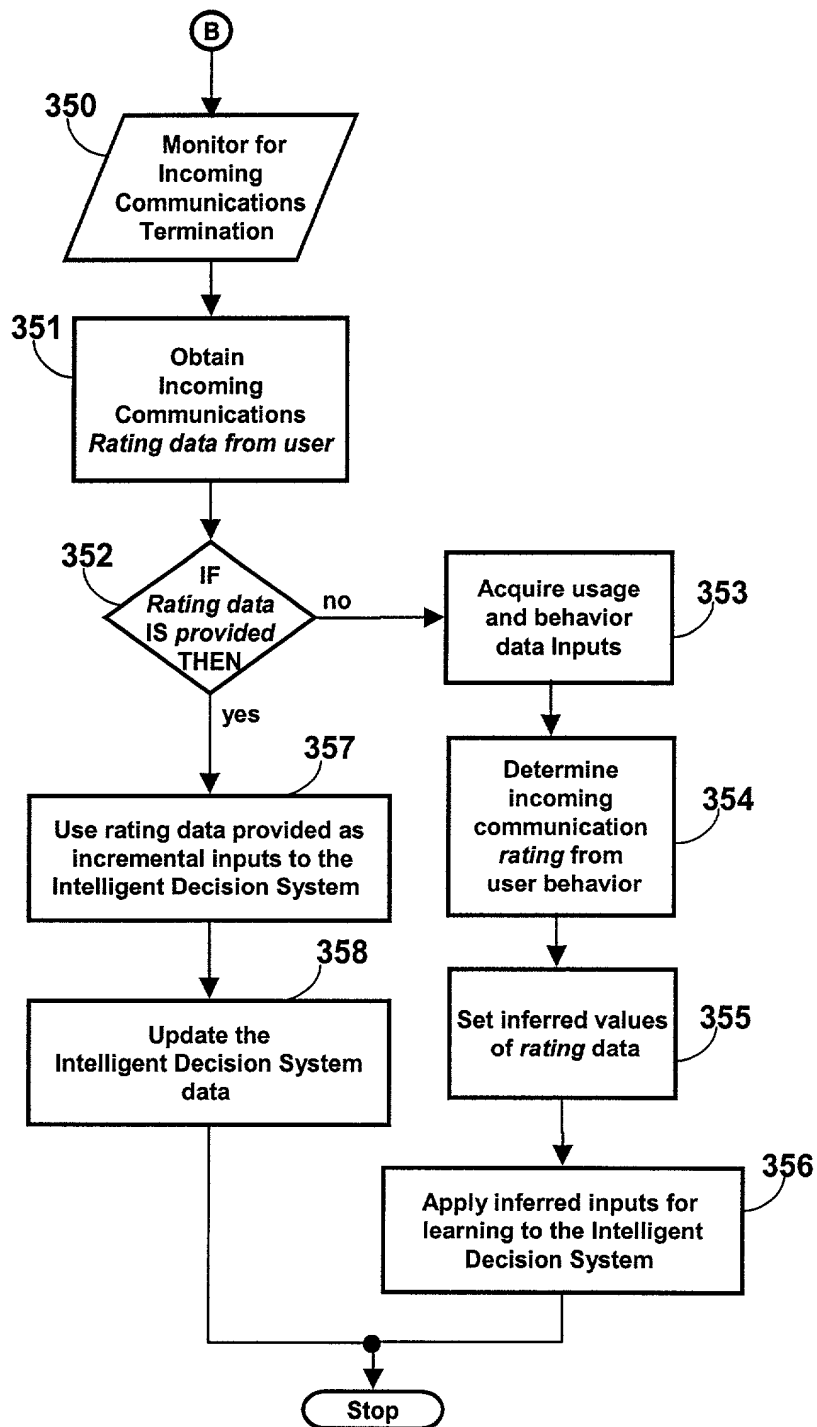 B
350
Monitor for
Incoming
Communications
Termination
351
Obtain
Incoming
Communications
Rating data from user
352
IF
Rating data
IS provided
THEN
no
yes
Acquire usage
and behavior
data Inputs
353
Determine
incoming
communication
rating from
user behavior
354
Set inferred values
of rating data
355
Apply inferred inputs for
learning to the Intelligent
Decision System
356
357
Use rating data provided as
incremental inputs to the
Intelligent Decision System
358
Update the
Intelligent Decision System
data
Stop